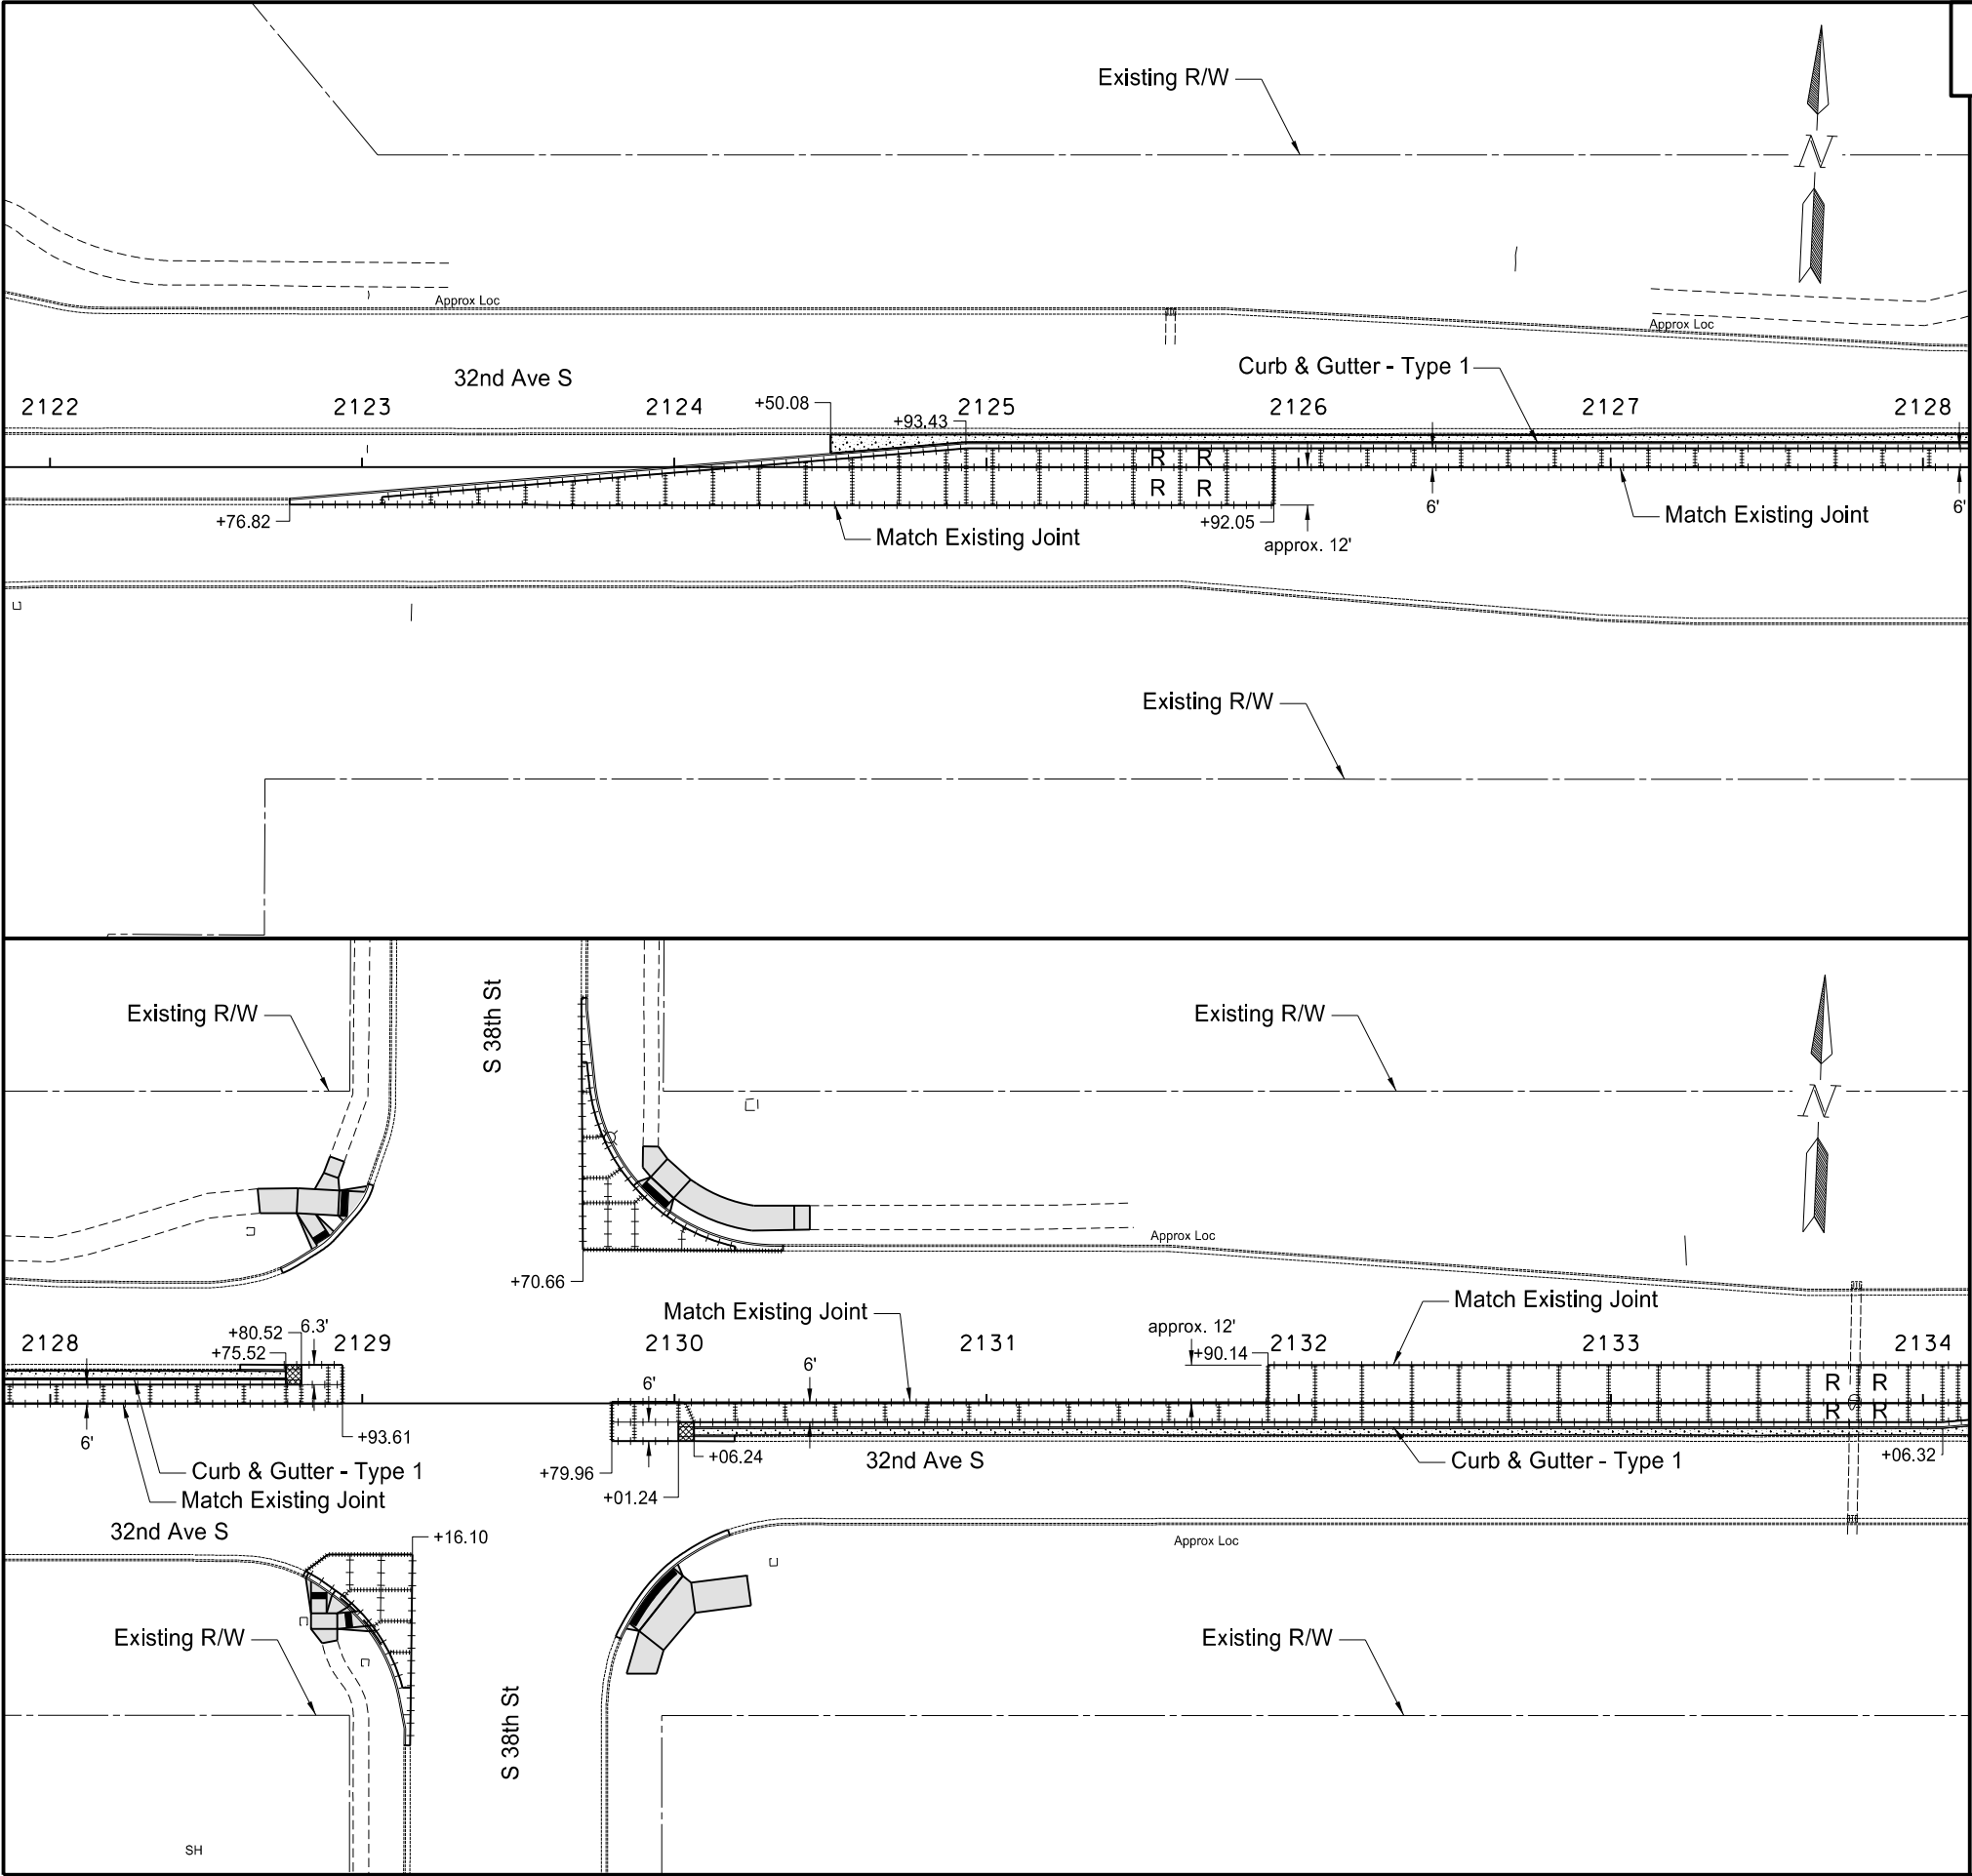 Existing R/W
N
Approx Loc
Approx Loc
Curb & Gutter - Type 1
32nd Ave S
2122
2123
2124
+50.08
+93.43
2125
2126
2127
2128
R R
R R
+76.82
Match Existing Joint
+92.05
approx. 12'
6'
Match Existing Joint
6'
Existing R/W
S 38th St
Existing R/W
Existing R/W
N
Approx Loc
+70.66
Match Existing Joint
Match Existing Joint
2128
+80.52
6.3'
+75.52
2129
2130
2131
approx. 12'
+90.14
2132
2133
2134
6'
6'
R R
R R
6'
+93.61
+06.24
32nd Ave S
+06.32
Curb & Gutter - Type 1
Curb & Gutter - Type 1
+79.96
Match Existing Joint
+01.24
32nd Ave S
+16.10
Approx Loc
Existing R/W
Existing R/W
S 38th St
SH